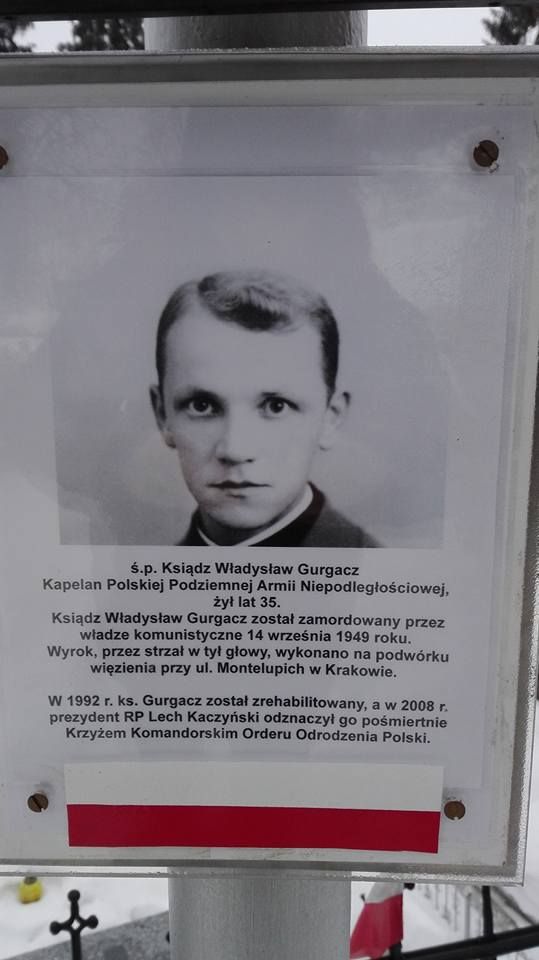 ś.p. Ksiądz Władysław Gurgacz
Kapelan Polskiej Podziemnej Armii Niepodległościowej,
żył lat 35.
Ksiądz Władysław Gurgacz został zamordowany przez
władze komunistyczne 14 września 1949 roku.
Wyrok, przez strzał w tył głowy, wykonano na podwórku
więzienia przy ul. Montelupich w Krakowie.
W 1992 r. ks. Gurgacz został zrehabilitowany, a w 2008 r.
prezydent RP Lech Kaczyński odznaczył go pośmiertnie
Krzyżem Komandorskim Orderu Odrodzenia Polski.